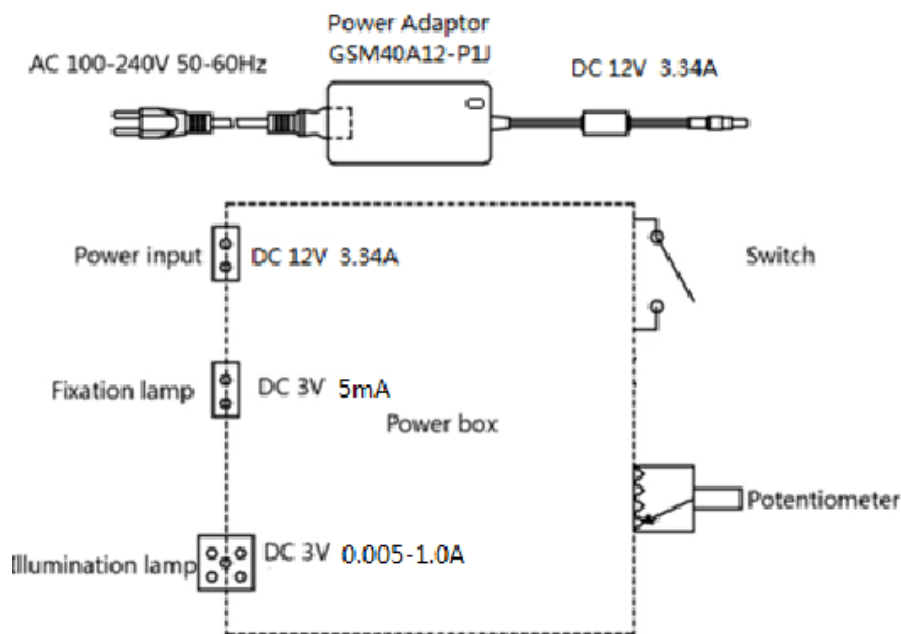 Power Adaptor
GSM40A12-P1J
AC 100-240V 50-60Hz
DC 12V 3.34A
Power input
DC 12V 3.34A
Switch
Fixation lamp
DC 3V 5mA
Power box
Potentiometer
Illumination lamp
DC 3V 0.005-1.0A